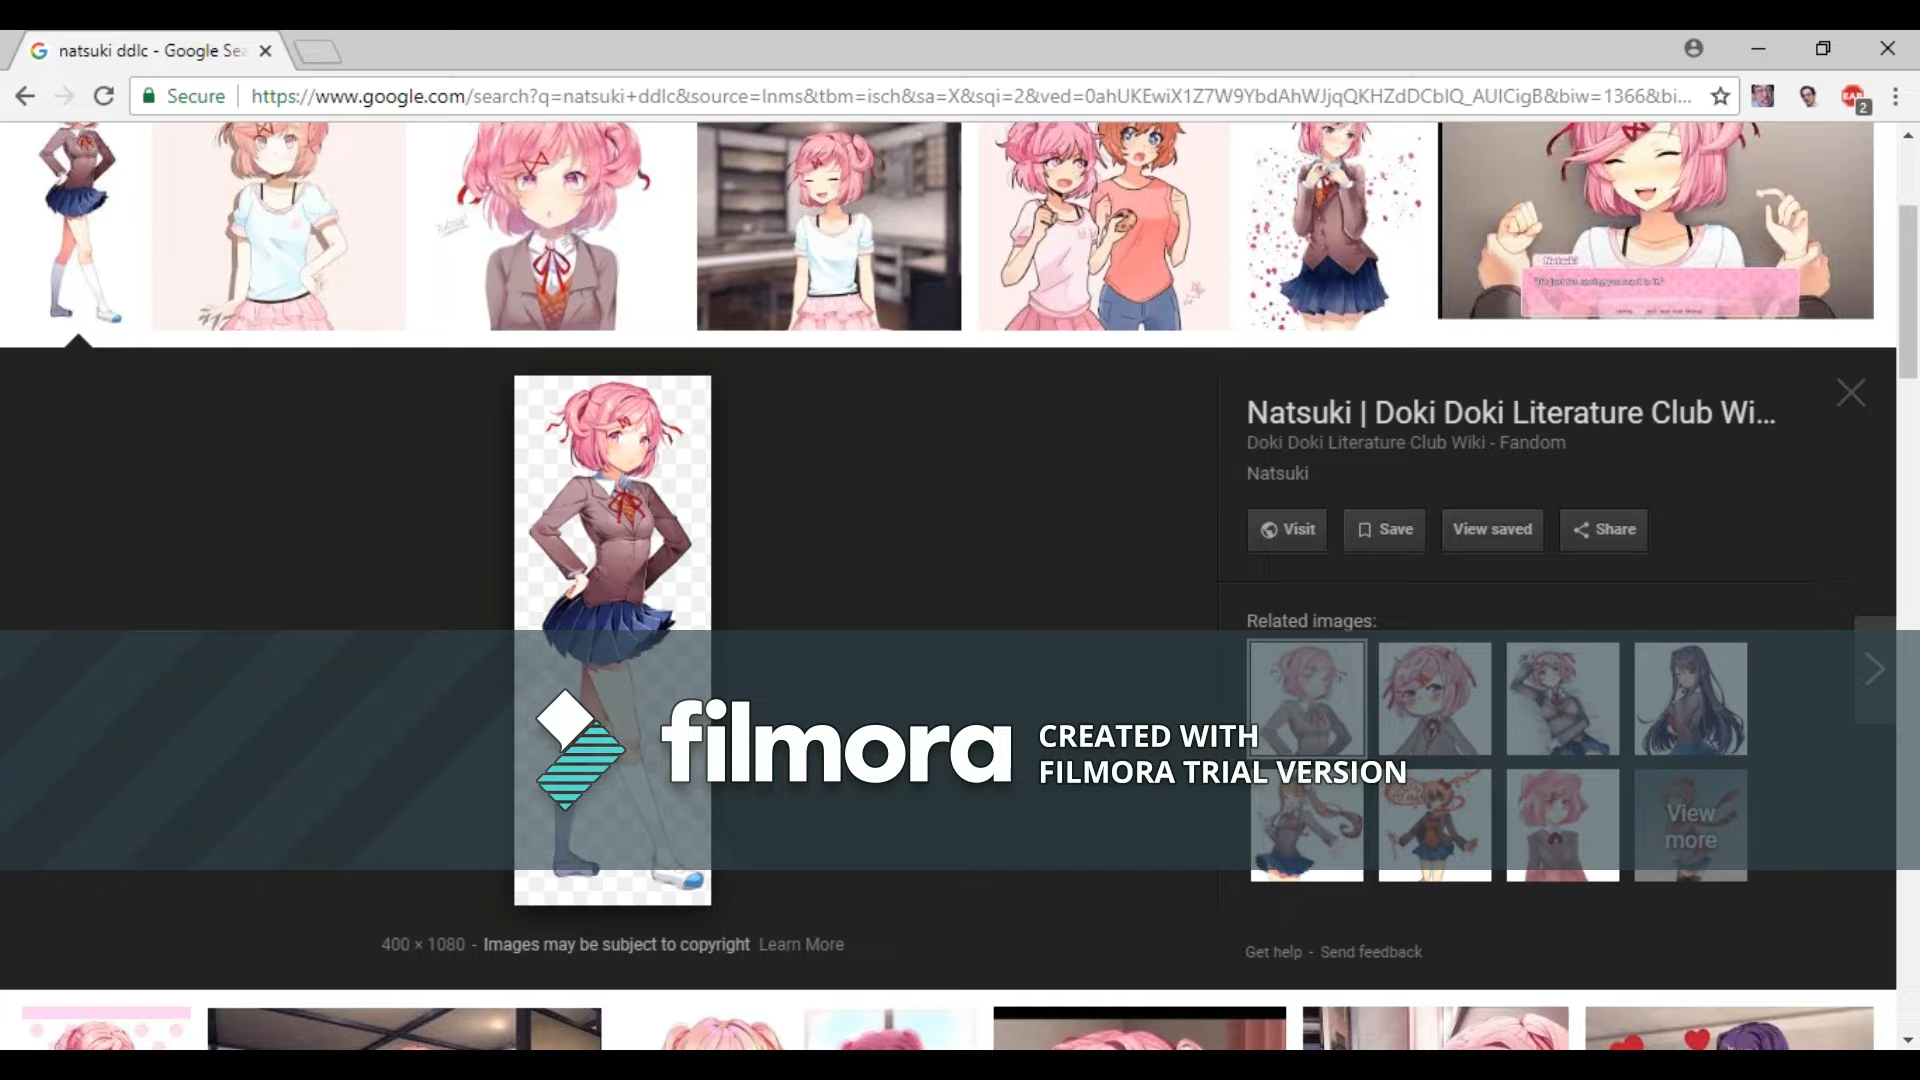 natsuki ddlc - Google Sea
Secure
https://www.google.com/search?q=natsuki+ddlc&source=lnms&tbm=isch&sa=X&sqi=2&ved=0ahUKEwiX1Z7W9YbdAhWJjqQKHZdDCbIQ_AUICigB&biw=1366&bi...
2
Natsuki
Natsuki | Doki Doki Literature Club Wi...
Doki Doki Literature Club Wiki - Fandom
Natsuki
Visit
Save
View saved
Share
Related images:
filmora
CREATED WITH
FILMORA TRIAL VERSION
View
more
400 × 1080 - Images may be subject to copyright Learn More
Get help - Send feedback